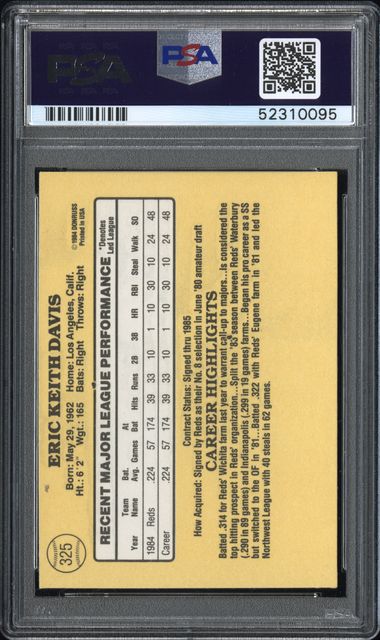 PSA
PSA
52310095
325
© 1984 DONRUSS
Printed in USA
ERIC KEITH DAVIS
Born: May 29, 1962 Home: Los Angeles, Calif.
Ht.: 6' 2" Wgt.: 165 Bats: Right Throws: Right
RECENT MAJOR LEAGUE PERFORMANCE *Denotes Led League
Year Team Name Bat. Avg. Games At Bat Hits Runs 2B 3B HR RBI Steal Walk SO
1984 Reds .224 57 174 39 33 10 1 10 30 10 24 48
Career .224 57 174 39 33 10 1 10 30 10 24 48
Contract Status: Signed thru 1985
How Acquired: Signed by Reds as their No. 8 selection in June '80 amateur draft
CAREER HIGHLIGHTS
Batted .314 for Reds' Wichita farm last year to warrant call-up to majors...is considered the
top hitting prospect in Reds' organization...Split the '83 season between Reds' Waterbury
(.290 in 89 games) and Indianapolis (.299 in 19 games) farms...Began his pro career as a SS
but switched to the OF in '81...Batted .322 with Reds' Eugene farm in '81 and led the
Northwest League with 40 steals in 62 games.